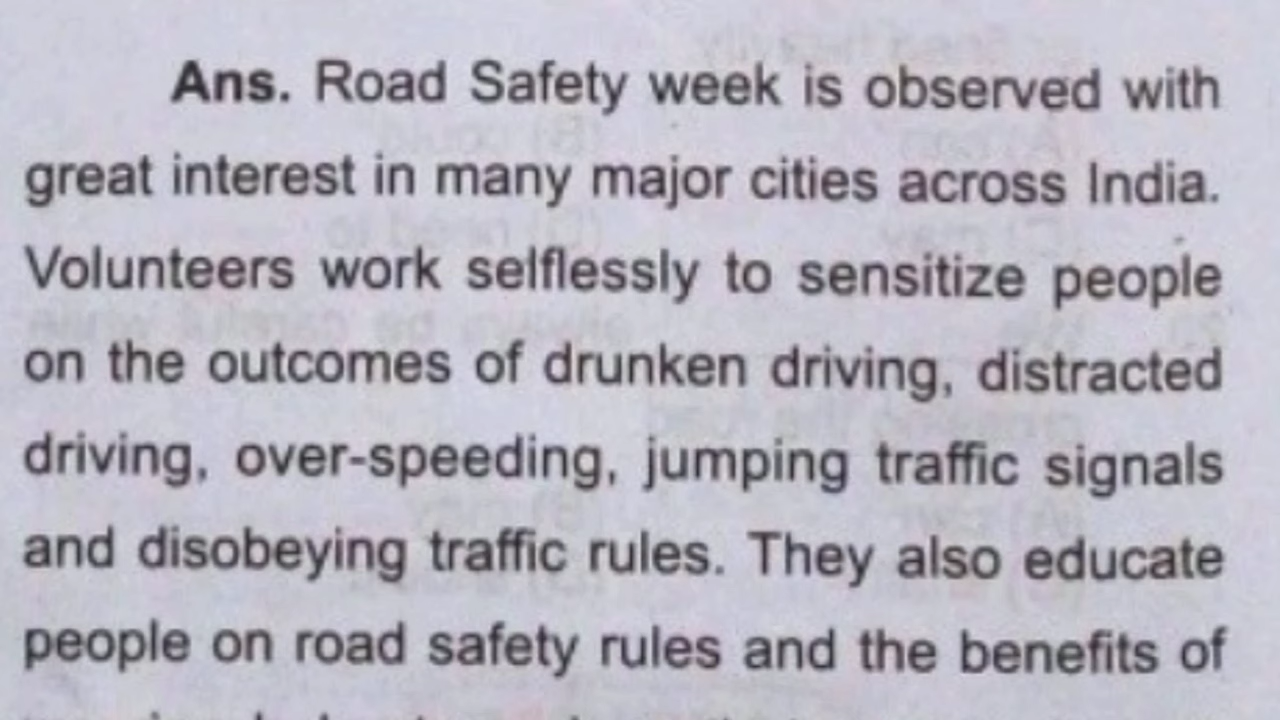 Ans. Road Safety week is observed with
great interest in many major cities across India.
Volunteers work selflessly to sensitize people
on the outcomes of drunken driving, distracted
driving, over-speeding, jumping traffic signals
and disobeying traffic rules. They also educate
people on road safety rules and the benefits of